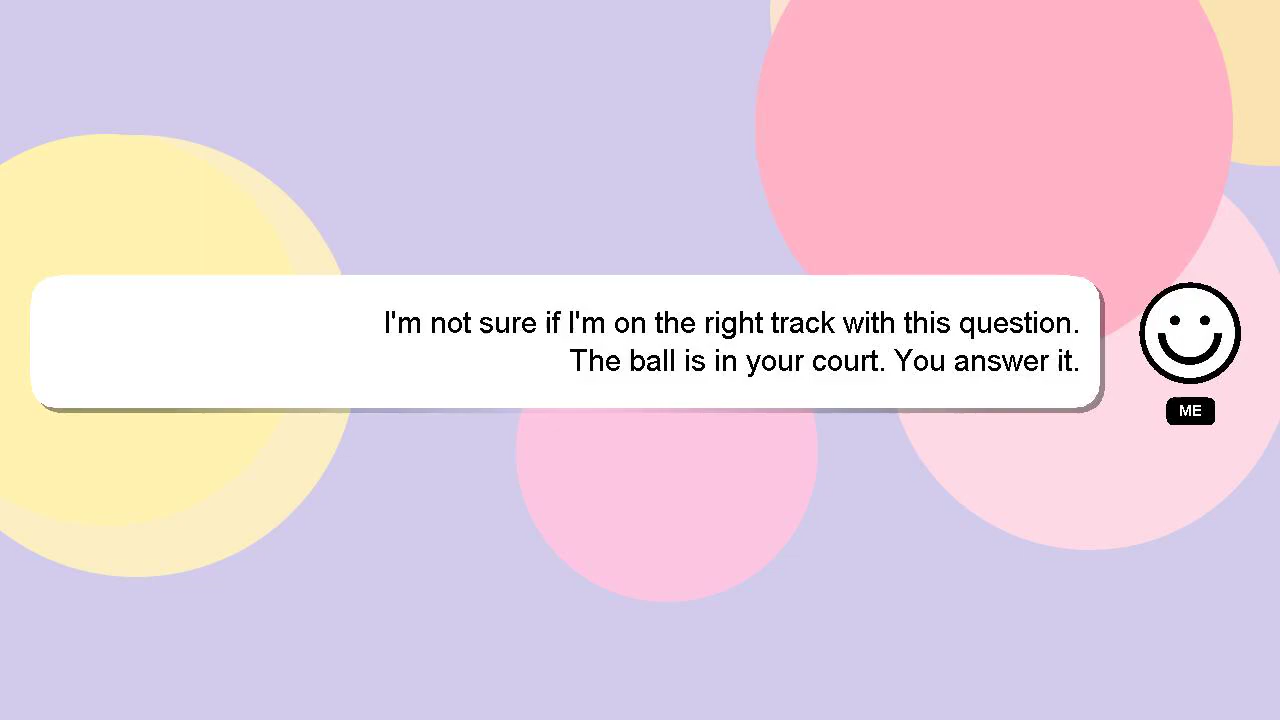 I'm not sure if I'm on the right track with this question.
The ball is in your court. You answer it.
ME